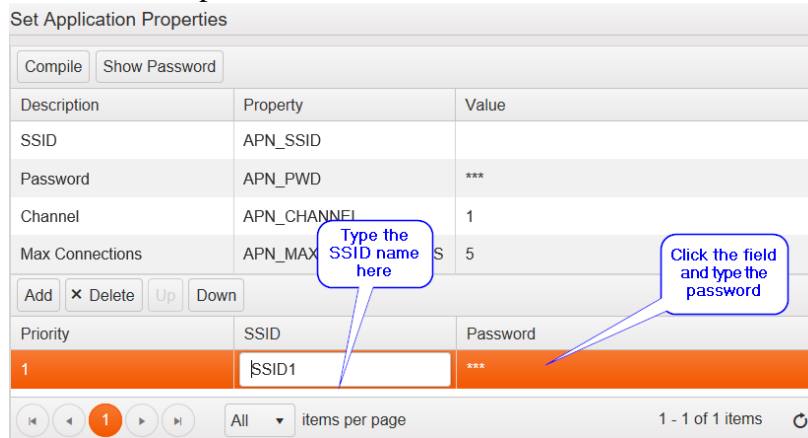 Set Application Properties
Compile Show Password
Description Property Value
SSID APN_SSID
Password APN_PWD ***
Channel APN_CHANNEL 1
Max Connections APN_MAX S 5
Type the
SSID name
here
Click the field
and type the
password
Add × Delete Up Down
Priority SSID Password
1 SSID1 ***
1 All items per page 1 - 1 of 1 items